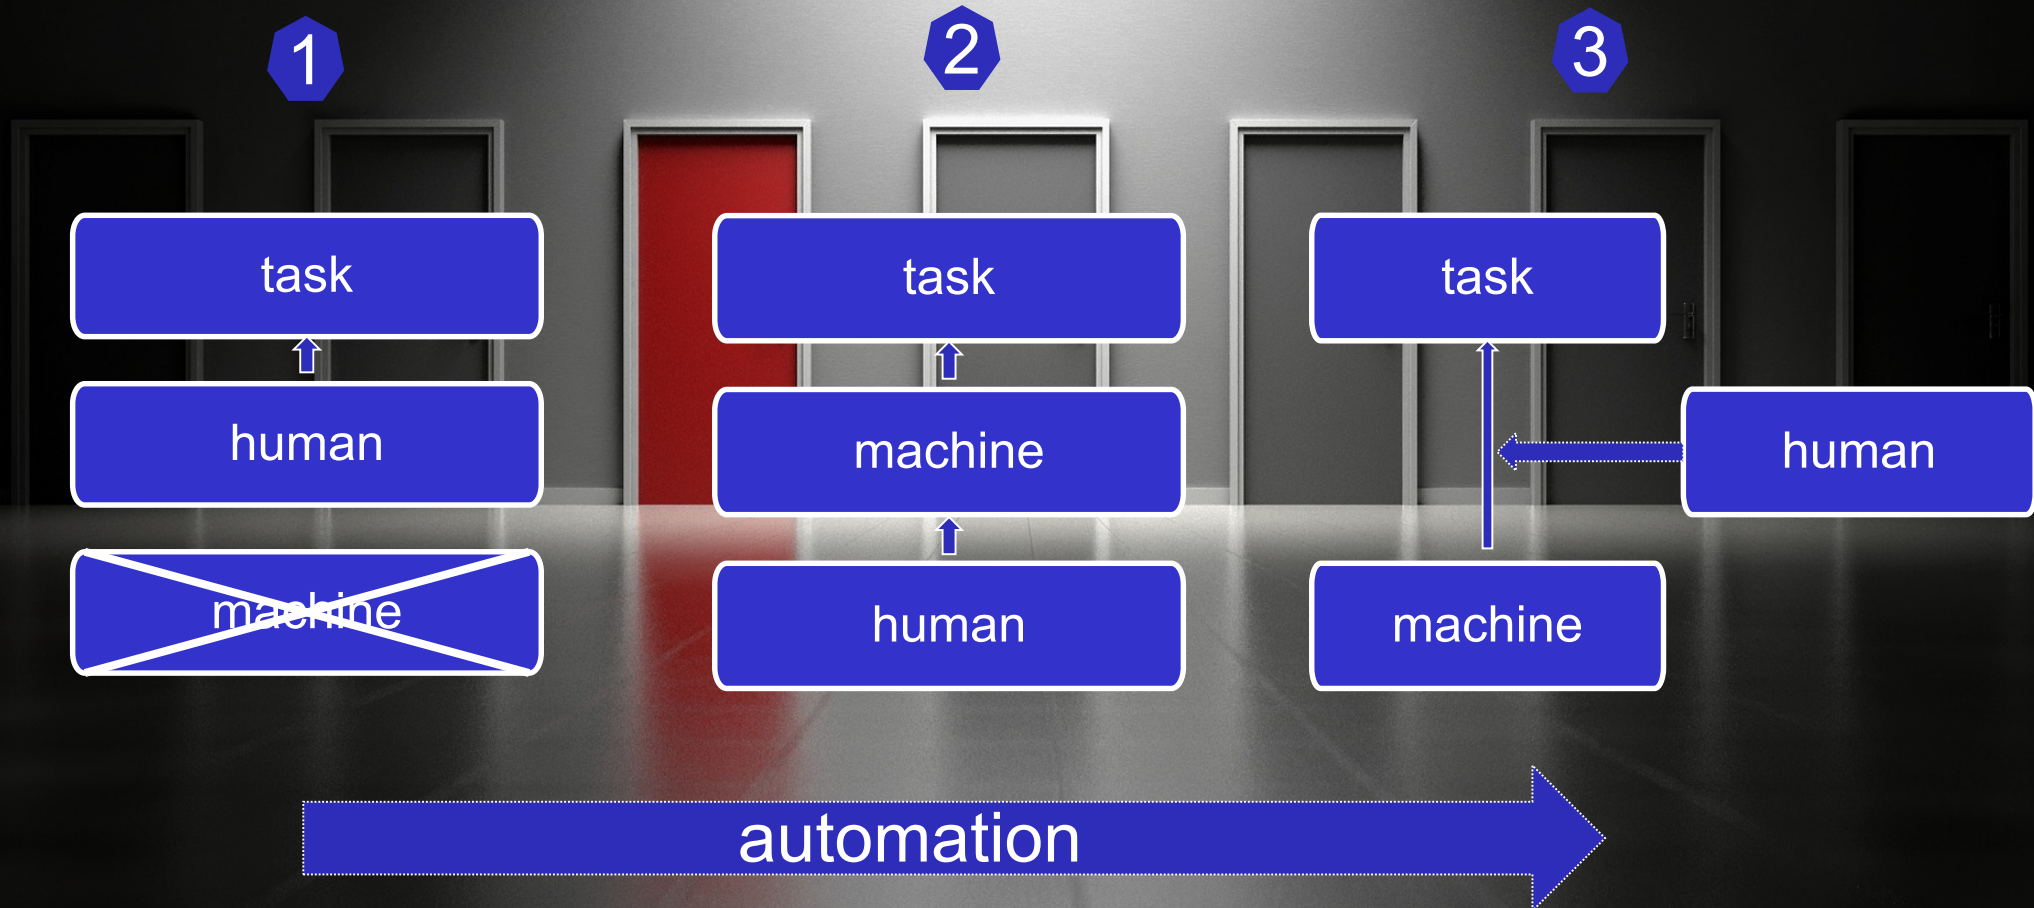 1
2
3
task
human
machine
task
machine
human
task
human
machine
automation